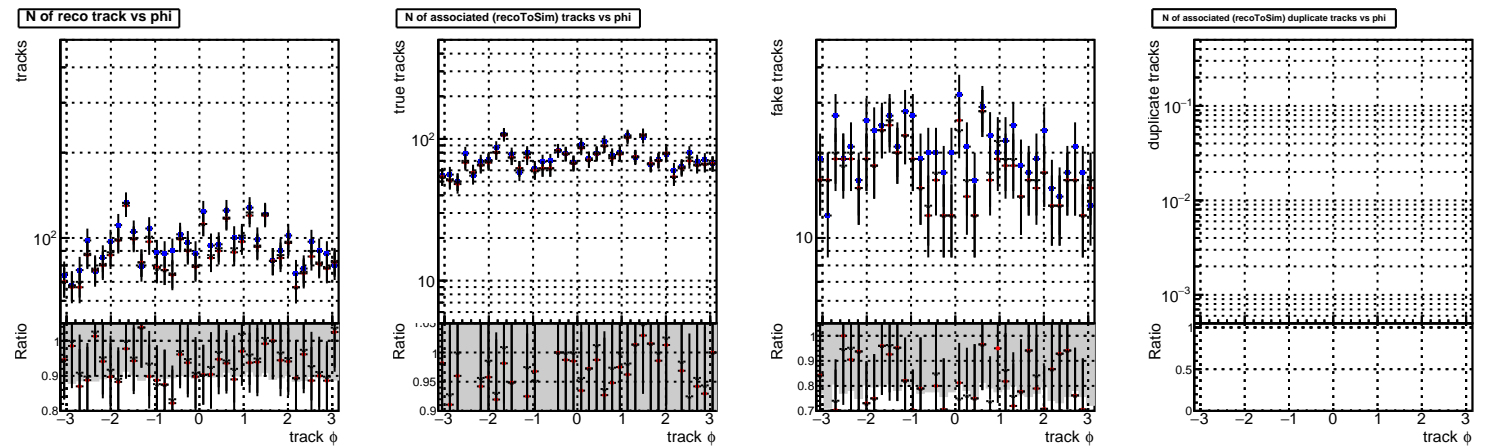 N of reco track vs phi
tracks
10²
Ratio
1
0.9
0.8
−3 −2 −1 0 1 2 3
track ϕ
N of associated (recoToSim) tracks vs phi
true tracks
10²
10
Ratio
1.05
1
0.95
0.9
−3 −2 −1 0 1 2 3
track ϕ
fake tracks
10
Ratio
1
0.9
0.8
0.7
−3 −2 −1 0 1 2 3
track ϕ
N of associated (recoToSim) duplicate tracks vs phi
duplicate tracks
10⁻¹
10⁻²
10⁻³
Ratio
1
0.5
0
−3 −2 −1 0 1 2 3
track ϕ